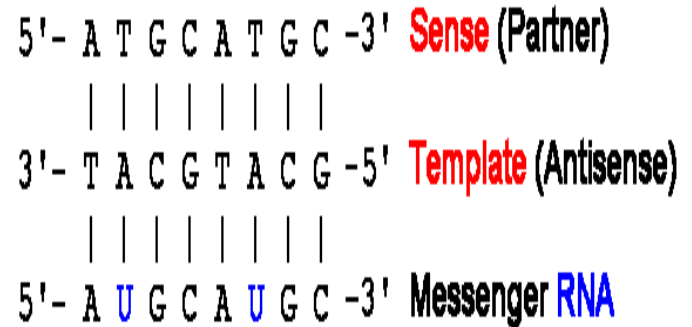 5'- A T G C A T G C -3' Sense (Partner)
3'- T A C G T A C G -5' Template (Antisense)
5'- A U G C A U G C -3' Messenger RNA